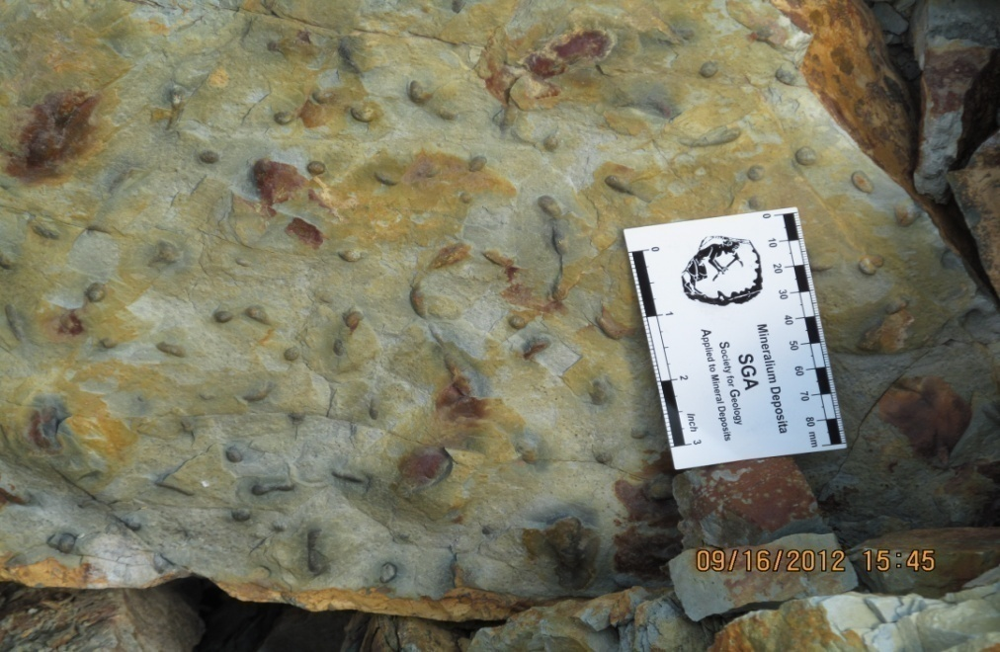 0 10 20 30 40 50 60 70 80 mm
Mineralium Deposita
SGA
Society for Geology
Applied to Mineral Deposits
0 1 2 Inch 3
09/16/2012 15:45